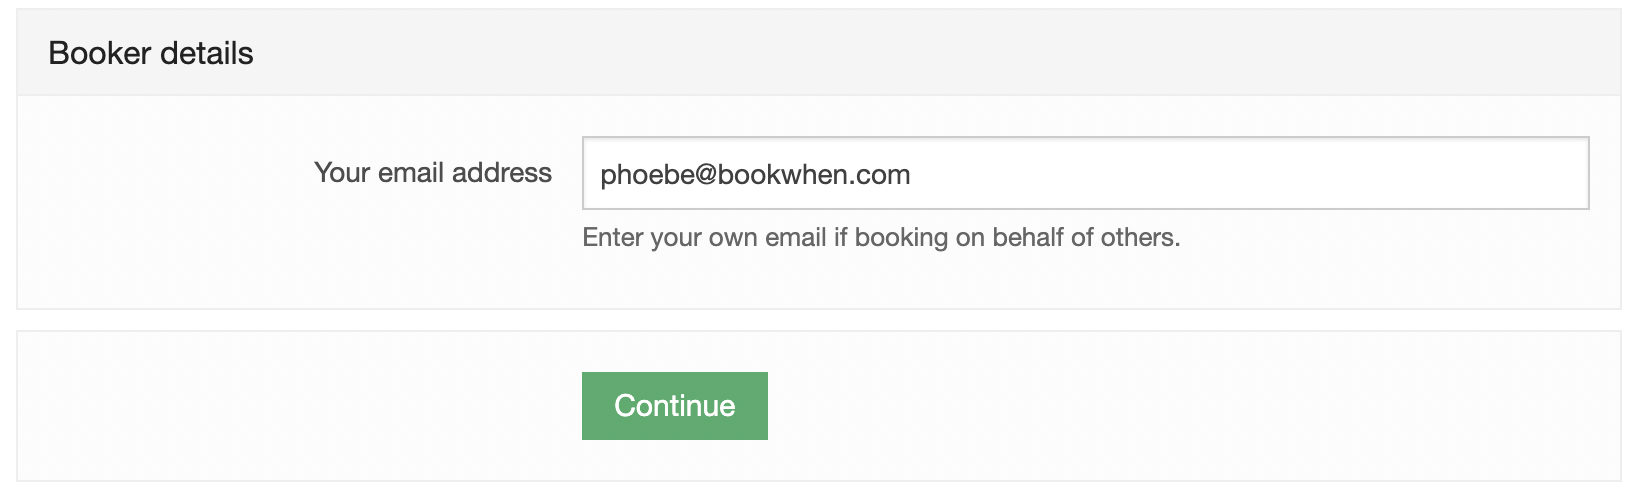 Booker details
Your email address
phoebe@bookwhen.com
Enter your own email if booking on behalf of others.
Continue